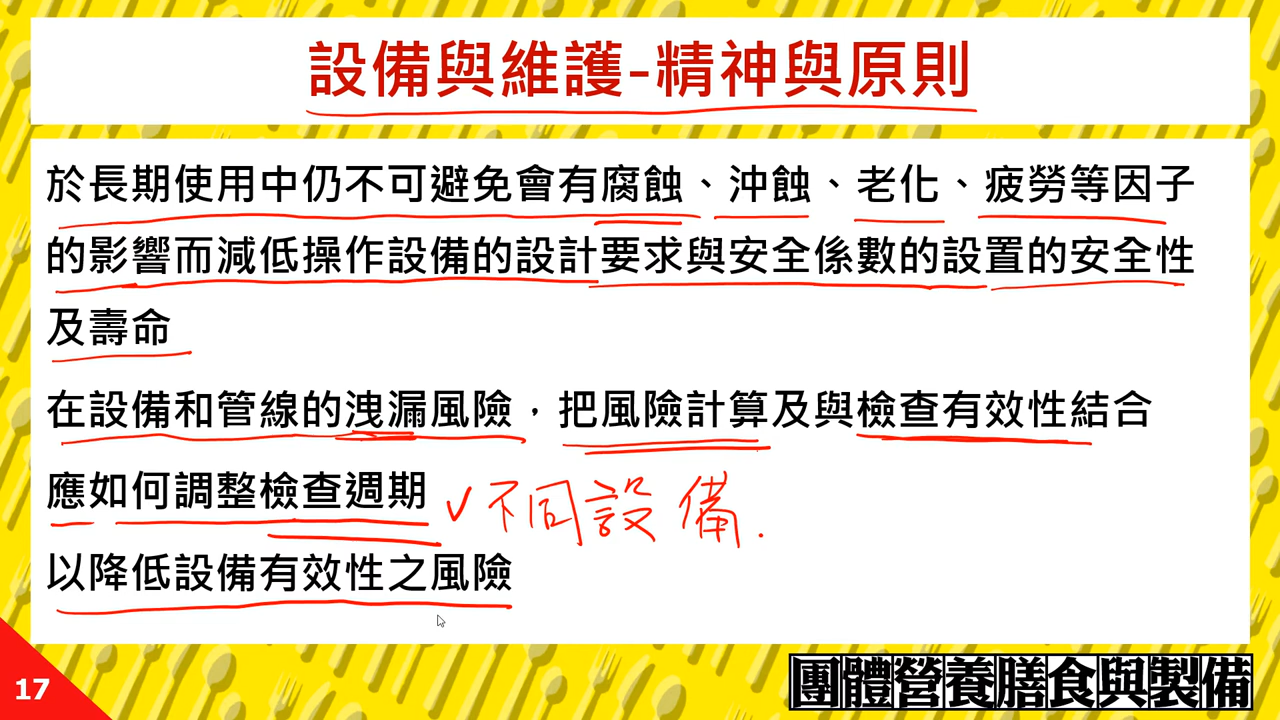 設備與維護-精神與原則
於長期使用中仍不可避免會有腐蝕、沖蝕、老化、疲勞等因子
的影響而減低操作設備的設計要求與安全係數的設置的安全性
及壽命
在設備和管線的洩漏風險，把風險計算及與檢查有效性結合
應如何調整檢查週期
✓不同設備.
以降低設備有效性之風險
17
團體營養膳食與製備